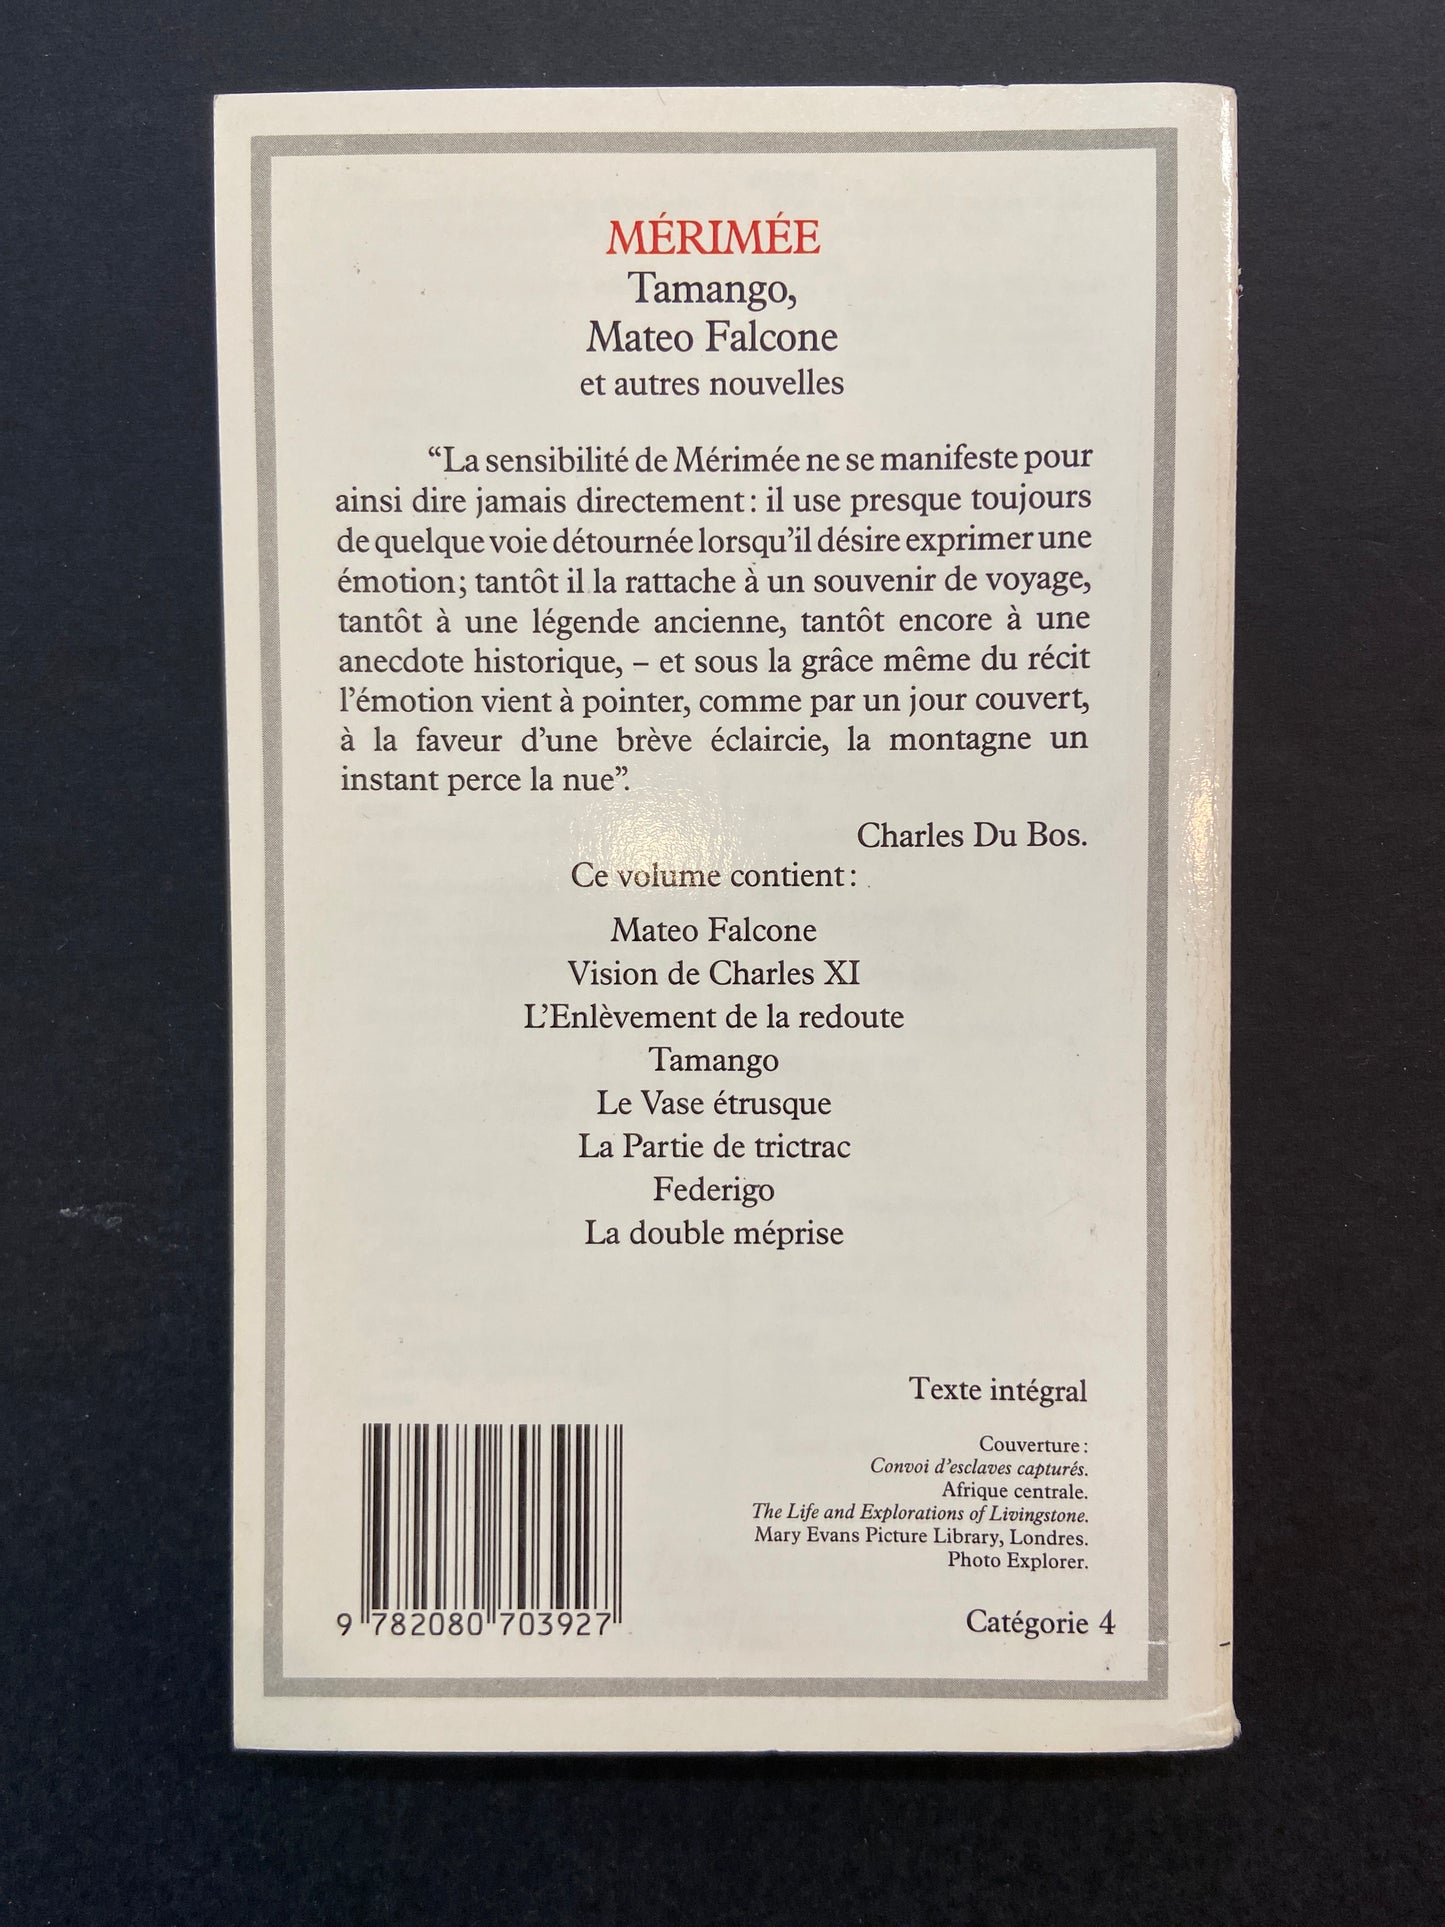 MÉRIMÉE
Tamango,
Mateo Falcone
et autres nouvelles
“La sensibilité de Mérimée ne se manifeste pour
ainsi dire jamais directement : il use presque toujours
de quelque voie détournée lorsqu’il désire exprimer une
émotion ; tantôt il la rattache à un souvenir de voyage,
tantôt à une légende ancienne, tantôt encore à une
anecdote historique, – et sous la grâce même du récit
l’émotion vient à pointer, comme par un jour couvert,
à la faveur d’une brève éclaircie, la montagne un
instant perce la nue”.
Charles Du Bos.
Ce volume contient :
Mateo Falcone
Vision de Charles XI
L’Enlèvement de la redoute
Tamango
Le Vase étrusque
La Partie de trictrac
Federigo
La double méprise
Texte intégral
Couverture :
Convoi d’esclaves capturés.
Afrique centrale.
The Life and Explorations of Livingstone.
Mary Evans Picture Library, Londres.
Photo Explorer.
9 782080 703927
Catégorie 4